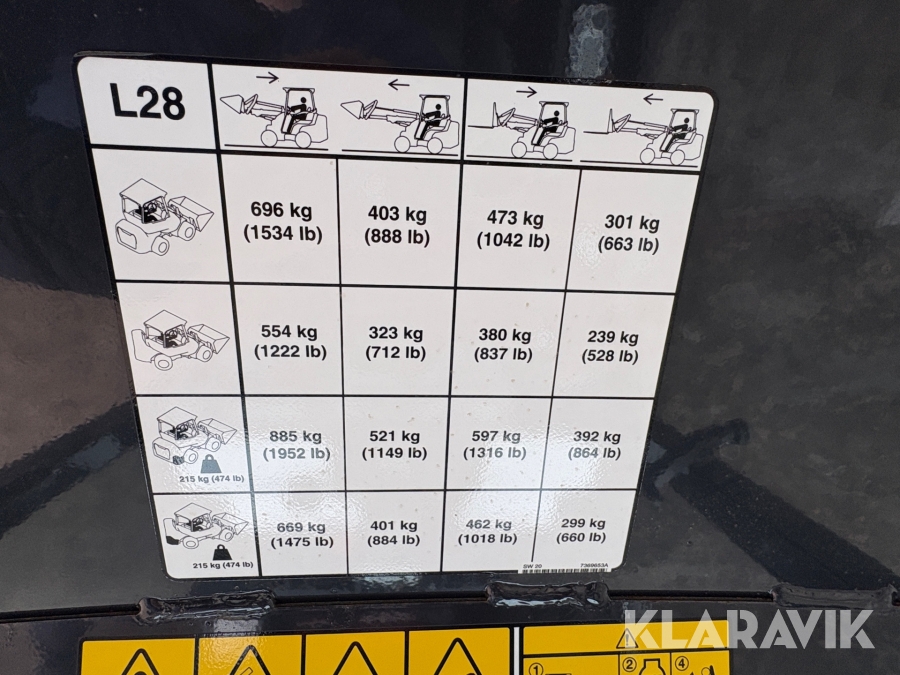 L28
696 kg
(1534 lb)
403 kg
(888 lb)
473 kg
(1042 lb)
301 kg
(663 lb)
554 kg
(1222 lb)
323 kg
(712 lb)
380 kg
(837 lb)
239 kg
(528 lb)
215 kg (474 lb)
885 kg
(1952 lb)
521 kg
(1149 lb)
597 kg
(1316 lb)
392 kg
(864 lb)
215 kg (474 lb)
669 kg
(1475 lb)
401 kg
(884 lb)
462 kg
(1018 lb)
299 kg
(660 lb)
SW 20
7389653A
KLARAVIK
1
2
4